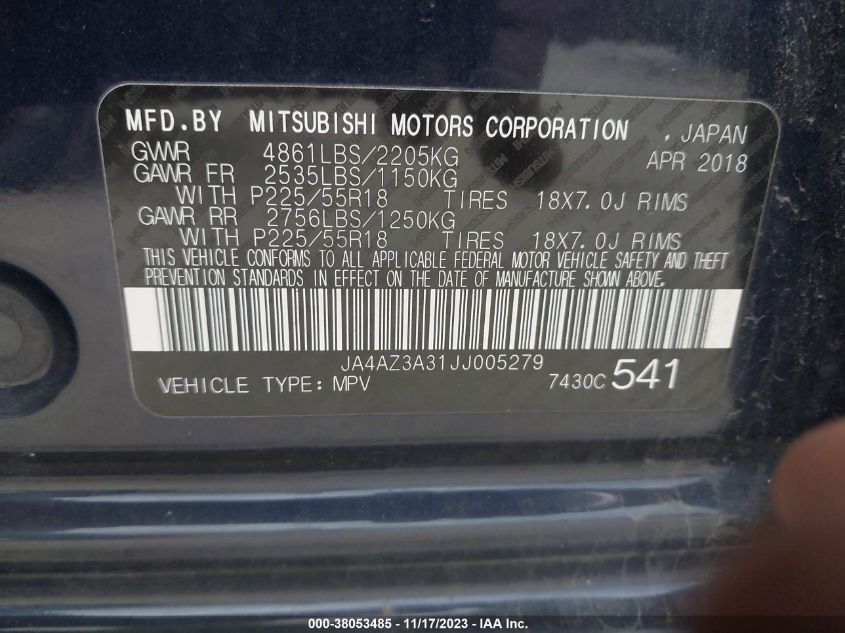 MFD.BY MITSUBISHI MOTORS CORPORATION , JAPAN
GVWR 4861LBS/2205KG APR 2018
GAWR FR 2535LBS/1150KG
WITH P225/55R18 TIRES 18X7.0J RIMS
GAWR RR 2756LBS/1250KG
WITH P225/55R18 TIRES 18X7.0J RIMS
THIS VEHICLE CONFORMS TO ALL APPLICABLE FEDERAL MOTOR VEHICLE SAFETY AND THEFT
PREVENTION STANDARDS IN EFFECT ON THE DATE OF MANUFACTURE SHOWN ABOVE.
JA4AZ3A31JJ005279
VEHICLE TYPE: MPV 7430C 541
000-38053485 - 11/17/2023 - IAA Inc.